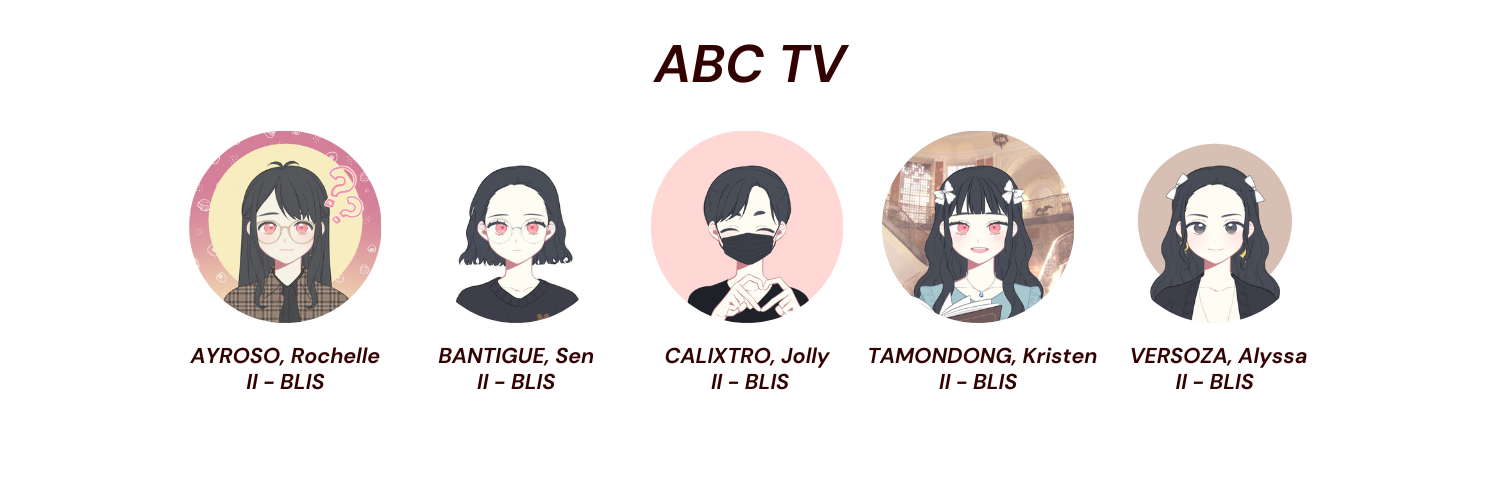 ABC TV
AYROSO, Rochelle
II - BLIS
BANTIGUE, Sen
II - BLIS
CALIXTRO, Jolly
II - BLIS
TAMONDONG, Kristen
II - BLIS
VERSOZA, Alyssa
II - BLIS